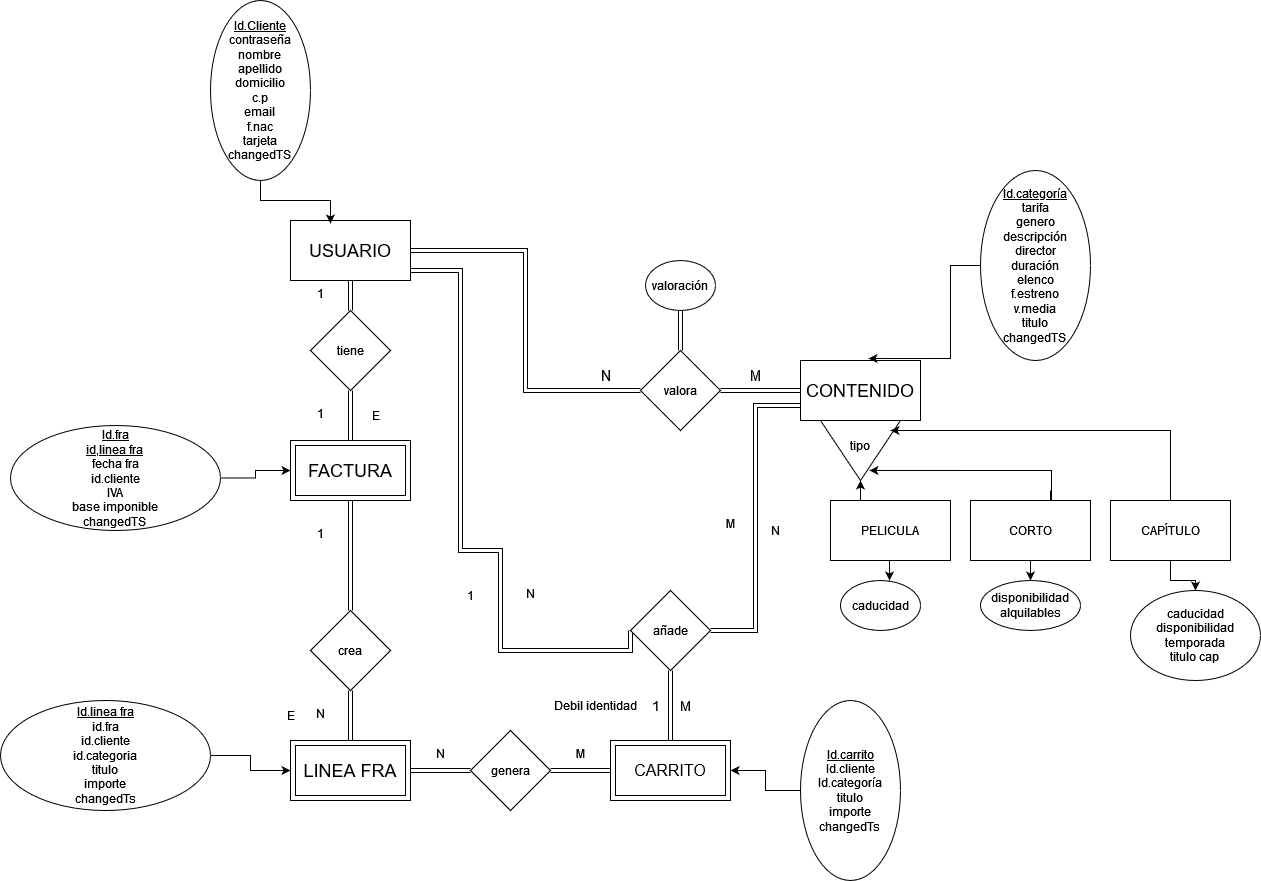 Id.Cliente
contraseña
nombre
apellido
domicilio
c.p
email
f.nac
tarjeta
changedTS
USUARIO
1
tiene
1
E
Id.fra
id,linea fra
fecha fra
id.cliente
IVA
base imponible
changedTS
FACTURA
1
crea
E
N
Id.linea fra
id.fra
id.cliente
id.categoria
titulo
importe
changedTs
LINEA FRA
N
genera
M
CARRITO
Id.carrito
Id.cliente
Id.categoría
titulo
importe
changedTs
Debil identidad
1
M
añade
1
N
M
N
valoración
N
valora
M
Id.categoría
tarifa
genero
descripción
director
duración
elenco
f.estreno
v.media
titulo
changedTS
CONTENIDO
tipo
PELICULA
CORTO
CAPÍTULO
caducidad
disponibilidad
alquilables
caducidad
disponibilidad
temporada
titulo cap